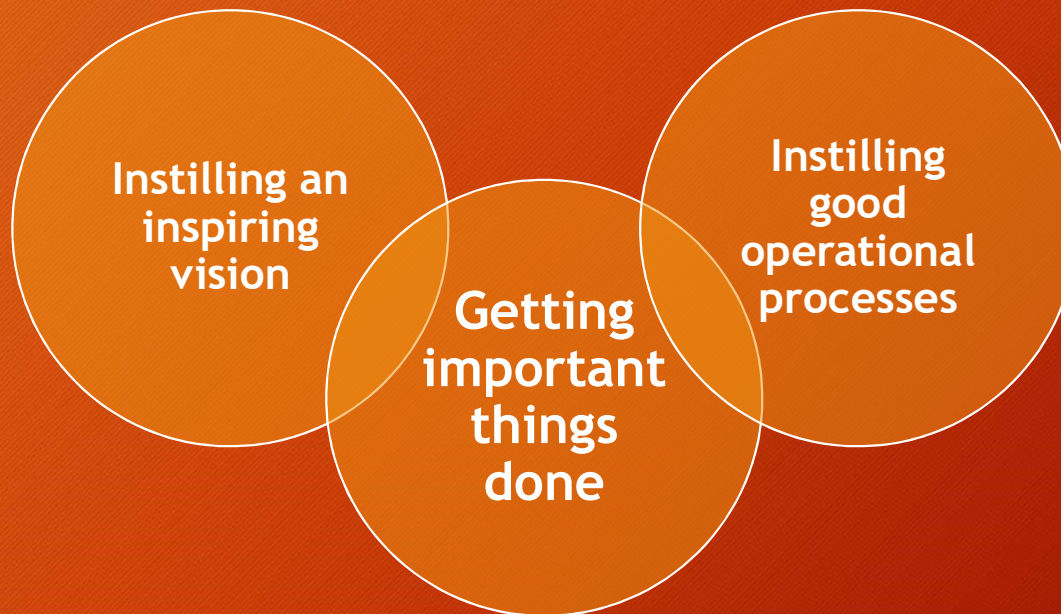 Instilling an
inspiring
vision
Getting
important
things
done
Instilling
good
operational
processes